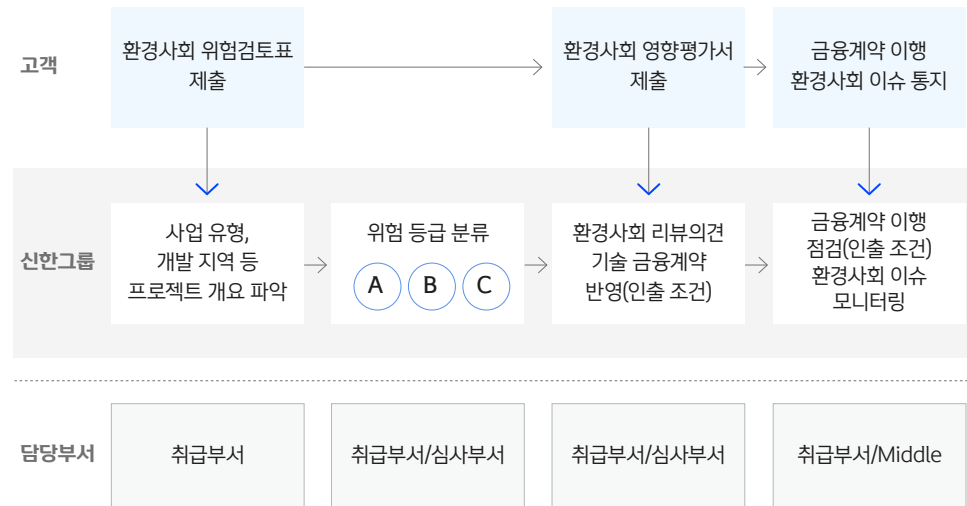 고객
환경사회 위험검토표
제출
환경사회 영향평가서
제출
금융계약 이행
환경사회 이슈 통지
신한그룹
사업 유형,
개발 지역 등
프로젝트 개요 파악
위험 등급 분류
A B C
환경사회 리뷰의견
기술 금융계약
반영(인출 조건)
금융계약 이행
점검(인출 조건)
환경사회 이슈
모니터링
담당부서
취급부서
취급부서/심사부서
취급부서/심사부서
취급부서/Middle